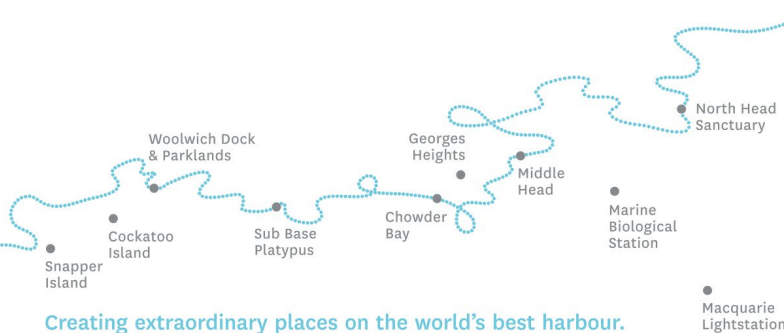 North Head
Sanctuary
Woolwich Dock
& Parklands
Georges
Heights
Middle
Head
Marine
Biological
Station
Chowder
Bay
Sub Base
Platypus
Cockatoo
Island
Snapper
Island
Macquarie
Lightstation
Creating extraordinary places on the world's best harbour.